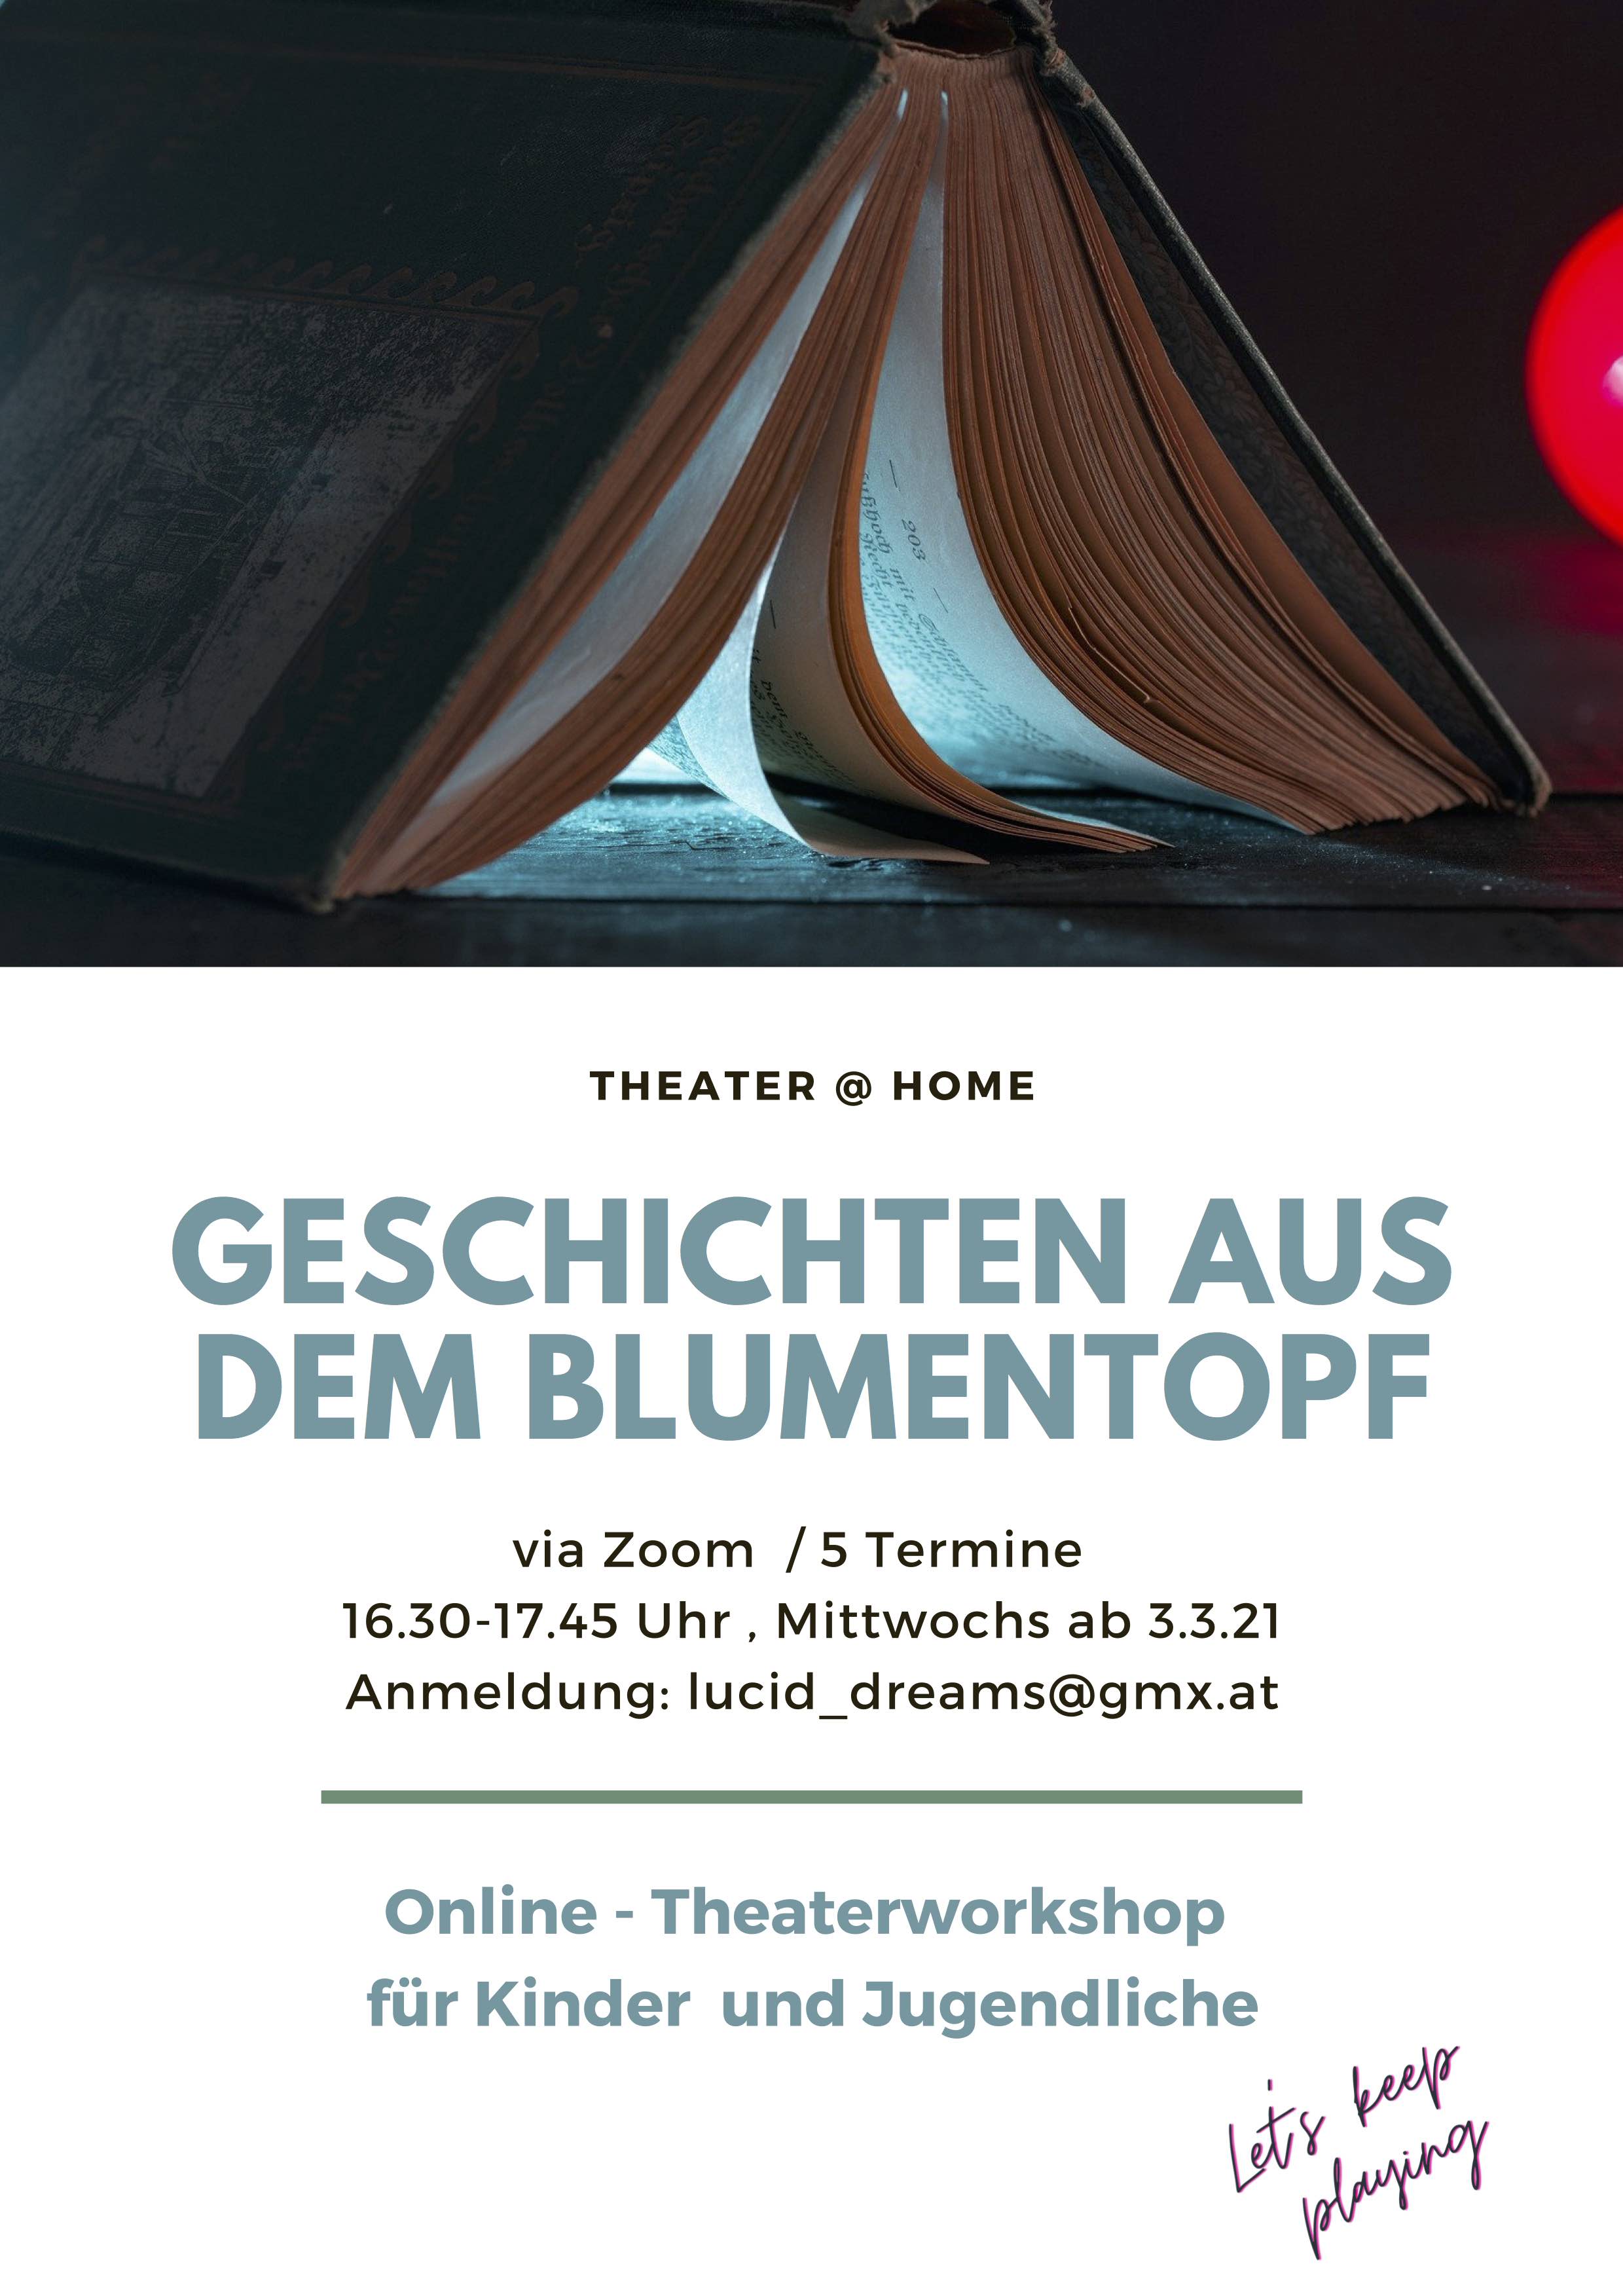 203
THEATER @ HOME
GESCHICHTEN AUS
DEM BLUMENTOPF
via Zoom / 5 Termine
16.30-17.45 Uhr , Mittwochs ab 3.3.21
Anmeldung: lucid_dreams@gmx.at
Online - Theaterworkshop
für Kinder und Jugendliche
Let's keep
playing